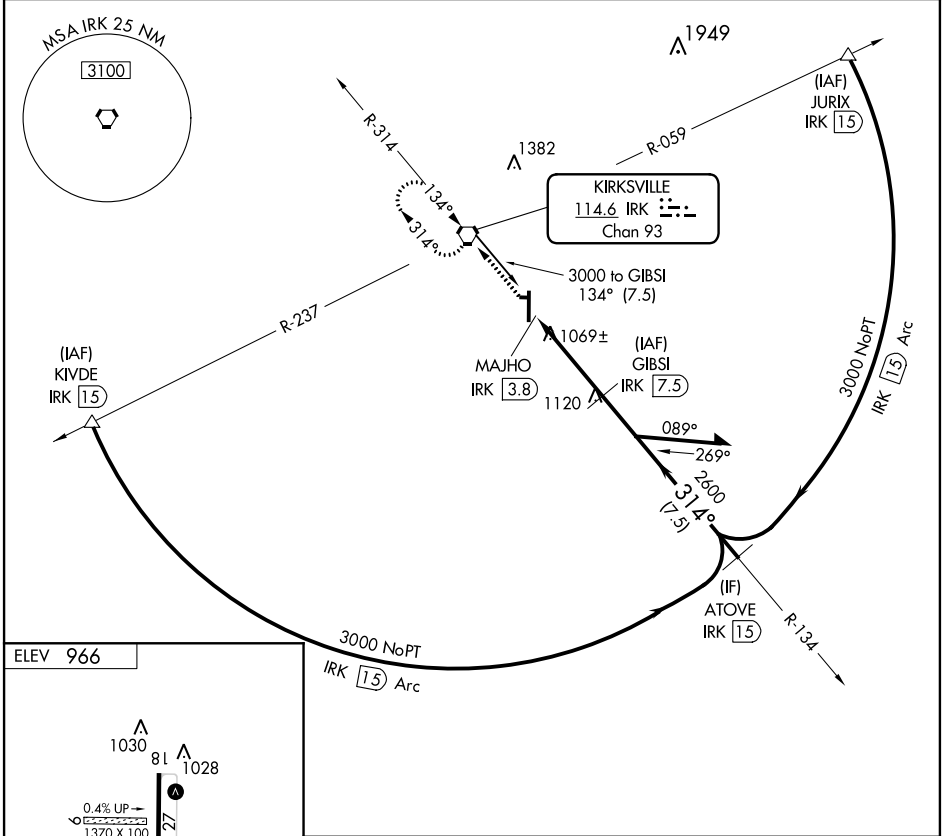 MSA IRK 25 NM
3100
1949
(IAF)
JURIX
IRK 15
R-314
R-059
1382
134°
314°
KIRKSVILLE
114.6 IRK
Chan 93
3000 to GIBSI
134° (7.5)
R-237
(IAF)
KIVDE
IRK 15
1069±
MAJHO
IRK 3.8
(IAF)
GIBSI
IRK 7.5
1120
3000 NoPT
IRK 15 Arc
089°
269°
2600
314°
(7.5)
(IF)
ATOVE
IRK 15
R-134
3000 NoPT
IRK 15 Arc
ELEV 966
1030
18
1028
0.4% UP
9
1370 X 100
27